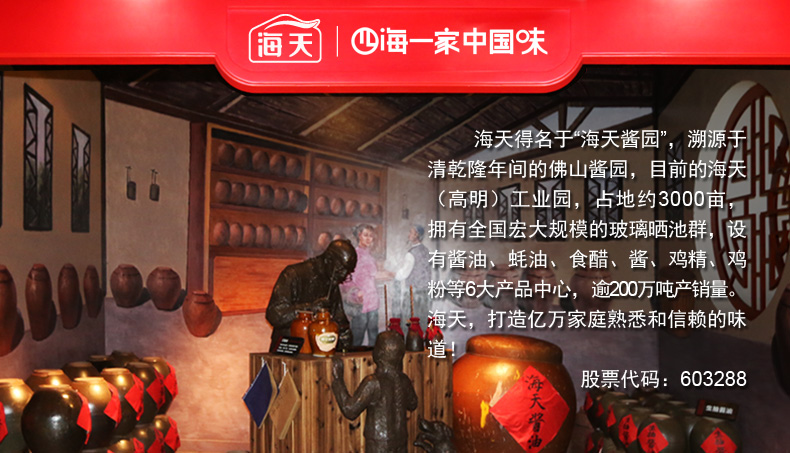 海天 四海一家中国味
海天得名于“海天酱园”，溯源于
清乾隆年间的佛山酱园，目前的海天
（高明）工业园，占地约3000亩，
拥有全国宏大规模的玻璃晒池群，设
有酱油、蚝油、食醋、酱、鸡精、鸡
粉等6大产品中心，逾200万吨产销量。
海天，打造亿万家庭熟悉和信赖的味
道！
股票代码：603288
海天酱油
生抽酱油